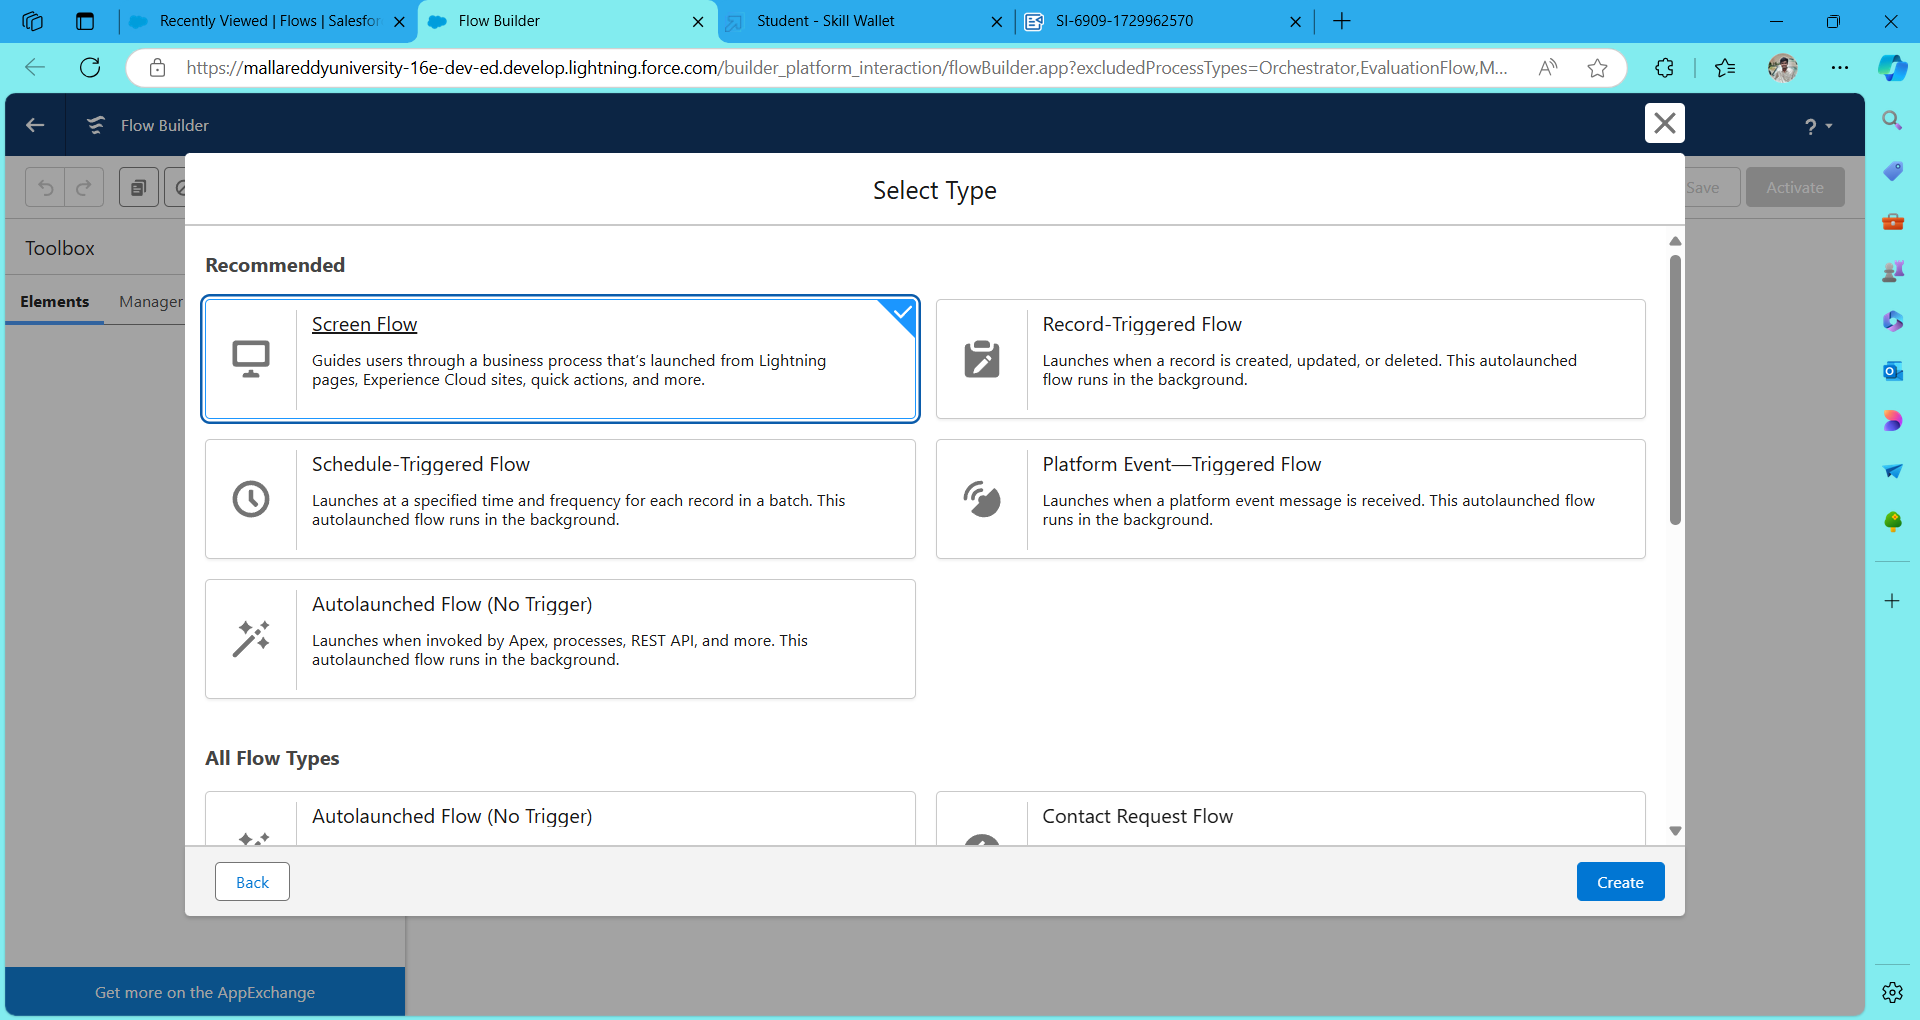 Recently Viewed | Flows | Salesfor
Flow Builder
Student - Skill Wallet
SI-6909-1729962570
https://mallareddyuniversity-16e-dev-ed.develop.lightning.force.com/builder_platform_interaction/flowBuilder.app?excludedProcessTypes=Orchestrator,EvaluationFlow,M...
Flow Builder
?
Select Type
Save
Activate
Toolbox
Elements
Manager
Recommended
Screen Flow
Guides users through a business process that's launched from Lightning
pages, Experience Cloud sites, quick actions, and more.
Record-Triggered Flow
Launches when a record is created, updated, or deleted. This autolaunched
flow runs in the background.
Schedule-Triggered Flow
Launches at a specified time and frequency for each record in a batch. This
autolaunched flow runs in the background.
Platform Event—Triggered Flow
Launches when a platform event message is received. This autolaunched flow
runs in the background.
Autolaunched Flow (No Trigger)
Launches when invoked by Apex, processes, REST API, and more. This
autolaunched flow runs in the background.
All Flow Types
Autolaunched Flow (No Trigger)
Contact Request Flow
Back
Create
Get more on the AppExchange